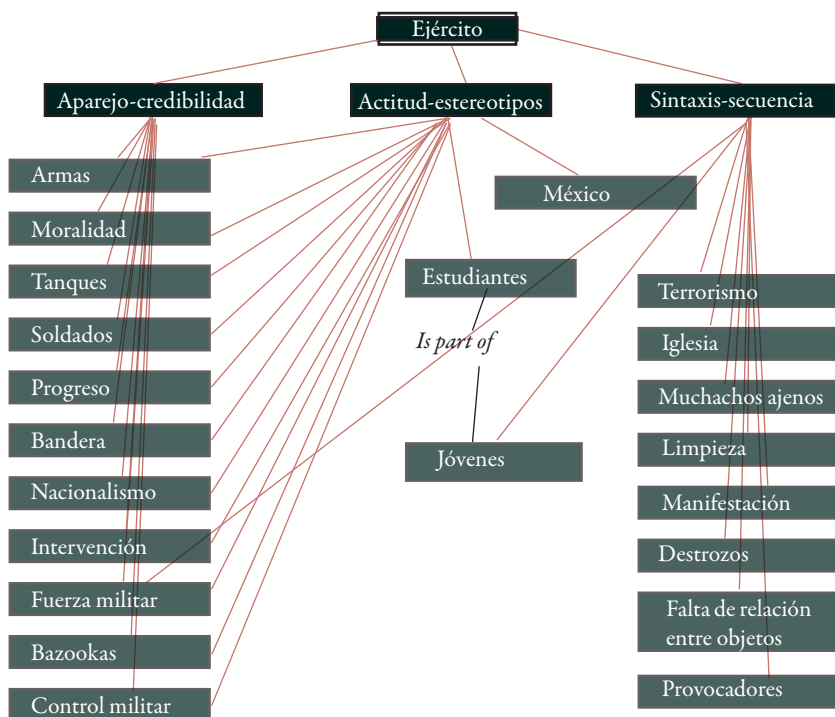 Ejército
Aparejo-credibilidad
Actitud-estereotipos
Sintaxis-secuencia
Armas
Moralidad
Tanques
Soldados
Progreso
Bandera
Nacionalismo
Intervención
Fuerza militar
Bazookas
Control militar
México
Estudiantes
Is part of
Jóvenes
Terrorismo
Iglesia
Muchachos ajenos
Limpieza
Manifestación
Destrozos
Falta de relación
entre objetos
Provocadores